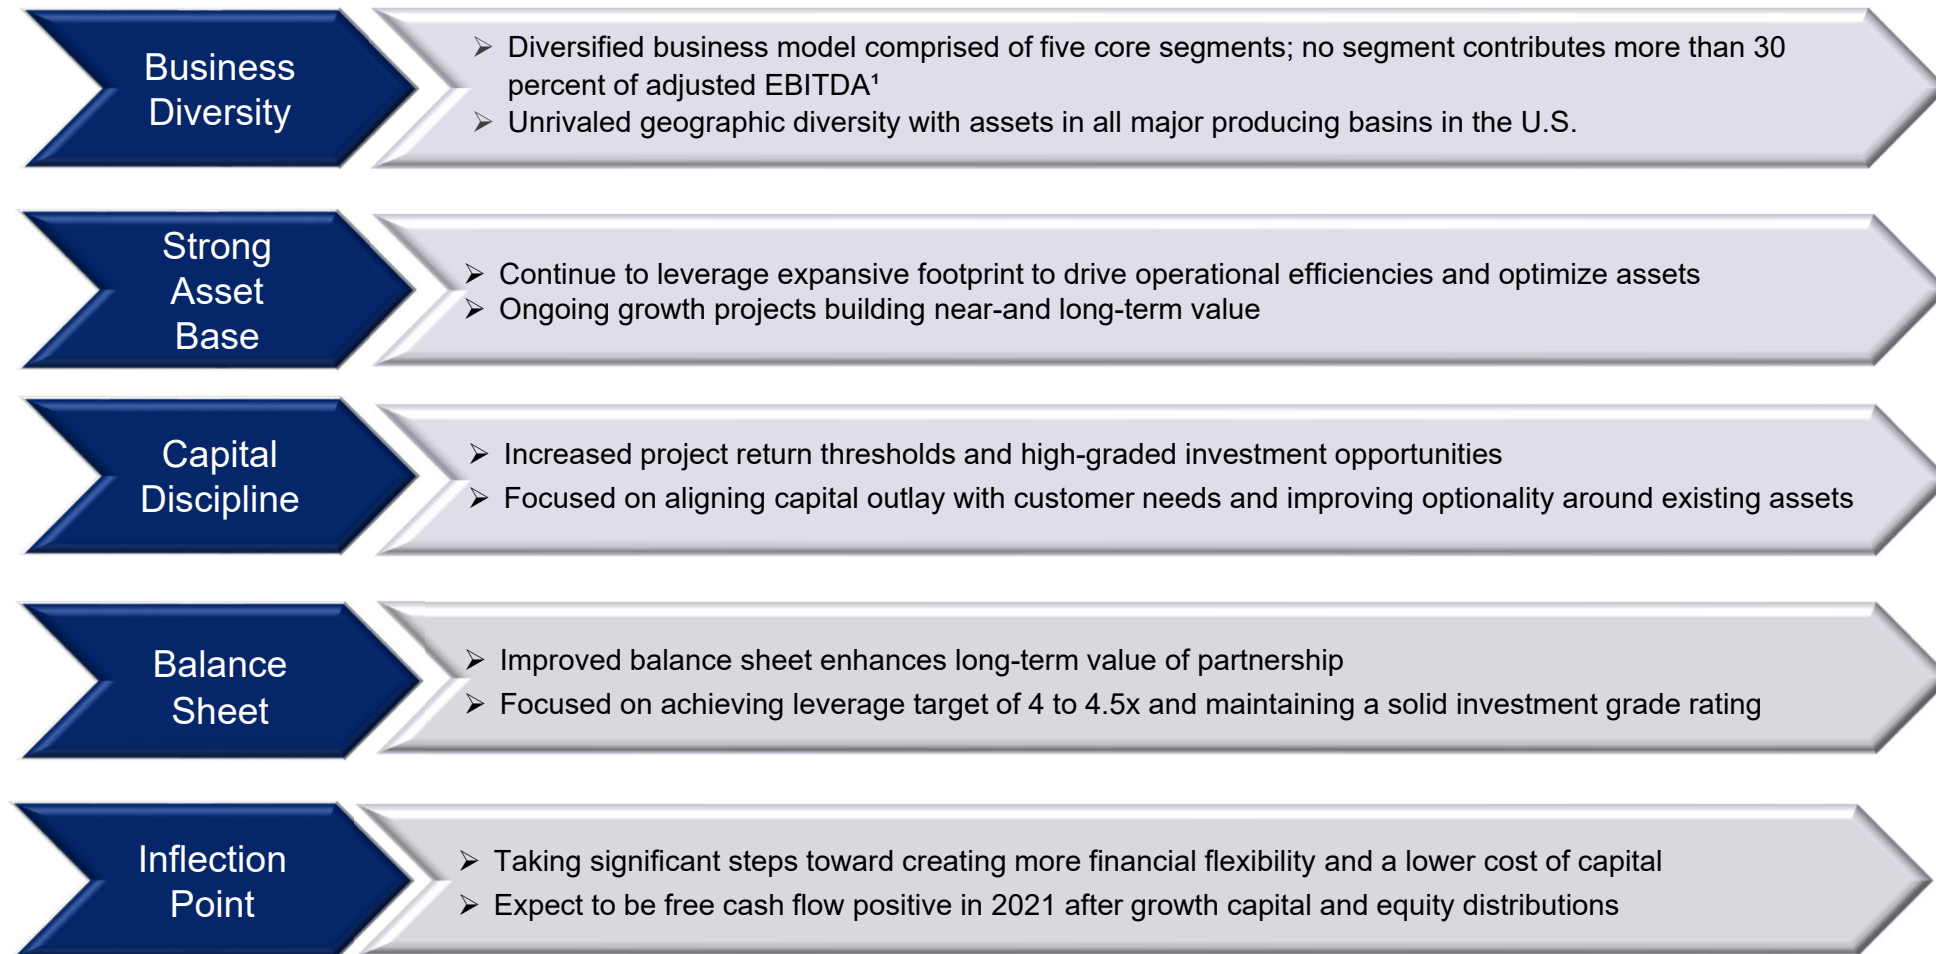 Business
Diversity
➢ Diversified business model comprised of five core segments; no segment contributes more than 30
percent of adjusted EBITDA¹
➢ Unrivaled geographic diversity with assets in all major producing basins in the U.S.
Strong
Asset
Base
➢ Continue to leverage expansive footprint to drive operational efficiencies and optimize assets
➢ Ongoing growth projects building near-and long-term value
Capital
Discipline
➢ Increased project return thresholds and high-graded investment opportunities
➢ Focused on aligning capital outlay with customer needs and improving optionality around existing assets
Balance
Sheet
➢ Improved balance sheet enhances long-term value of partnership
➢ Focused on achieving leverage target of 4 to 4.5x and maintaining a solid investment grade rating
Inflection
Point
➢ Taking significant steps toward creating more financial flexibility and a lower cost of capital
➢ Expect to be free cash flow positive in 2021 after growth capital and equity distributions